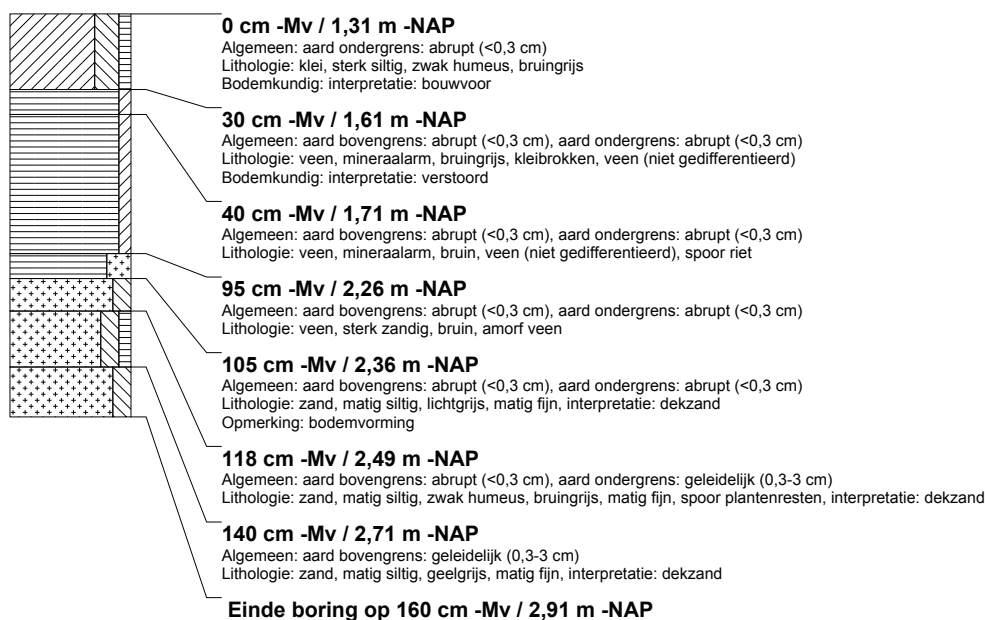 0 cm -Mv / 1,31 m -NAP
Algemeen: aard ondergrens: abrupt (<0,3 cm)
Lithologie: klei, sterk siltig, zwak humeus, bruingrijs
Bodemkundig: interpretatie: bouwvoor
30 cm -Mv / 1,61 m -NAP
Algemeen: aard bovengrens: abrupt (<0,3 cm), aard ondergrens: abrupt (<0,3 cm)
Lithologie: veen, mineraalarm, bruingrijs, kleibrokken, veen (niet gedifferentieerd)
Bodemkundig: interpretatie: verstoord
40 cm -Mv / 1,71 m -NAP
Algemeen: aard bovengrens: abrupt (<0,3 cm), aard ondergrens: abrupt (<0,3 cm)
Lithologie: veen, mineraalarm, bruin, veen (niet gedifferentieerd), spoor riet
95 cm -Mv / 2,26 m -NAP
Algemeen: aard bovengrens: abrupt (<0,3 cm), aard ondergrens: abrupt (<0,3 cm)
Lithologie: veen, sterk zandig, bruin, amorf veen
105 cm -Mv / 2,36 m -NAP
Algemeen: aard bovengrens: abrupt (<0,3 cm), aard ondergrens: abrupt (<0,3 cm)
Lithologie: zand, matig siltig, lichtgrijs, matig fijn, interpretatie: dekzand
Opmerking: bodemvorming
118 cm -Mv / 2,49 m -NAP
Algemeen: aard bovengrens: abrupt (<0,3 cm), aard ondergrens: geleidelijk (0,3-3 cm)
Lithologie: zand, matig siltig, zwak humeus, bruingrijs, matig fijn, spoor plantenresten, interpretatie: dekzand
140 cm -Mv / 2,71 m -NAP
Algemeen: aard bovengrens: geleidelijk (0,3-3 cm)
Lithologie: zand, matig siltig, geelgrijs, matig fijn, interpretatie: dekzand
Einde boring op 160 cm -Mv / 2,91 m -NAP